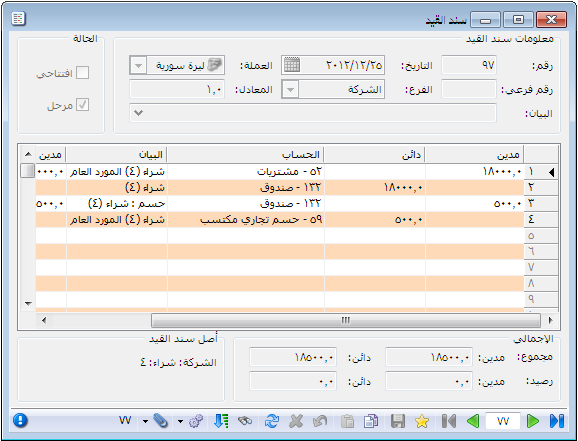 سند القيد
معلومات سند القيد
رقم: ٩٧ التاريخ: ٢٠١٢/١٢/٢٥ العملة: ليرة سورية
رقم فرعي: الفرع: الشركة المعادل: ١,٠
البيان:
الحالة
افتتاحي
مرحل
مدين دائن الحساب البيان مدين
١ ١٨٠٠٠,٠ ٥٢ - مشتريات شراء (٤) المورد العام ٠٠٠,٠
٢ ١٨٠٠٠,٠ ١٣٢ - صندوق شراء (٤)
٣ ٥٠٠,٠ ١٣٢ - صندوق حسم : شراء (٤) ٥٠٠,٠
٤ ٥٠٠,٠ ٥٩ - حسم تجاري مكتسب شراء (٤) المورد العام
٥
٦
٧
٨
٩
الإجمالي
مجموع: مدين: ١٨٥٠٠,٠ دائن: ١٨٥٠٠,٠
رصيد: مدين: ٠,٠ دائن: ٠,٠
أصل سند القيد
الشركة: شراء: ٤
٧٧ ٧٧